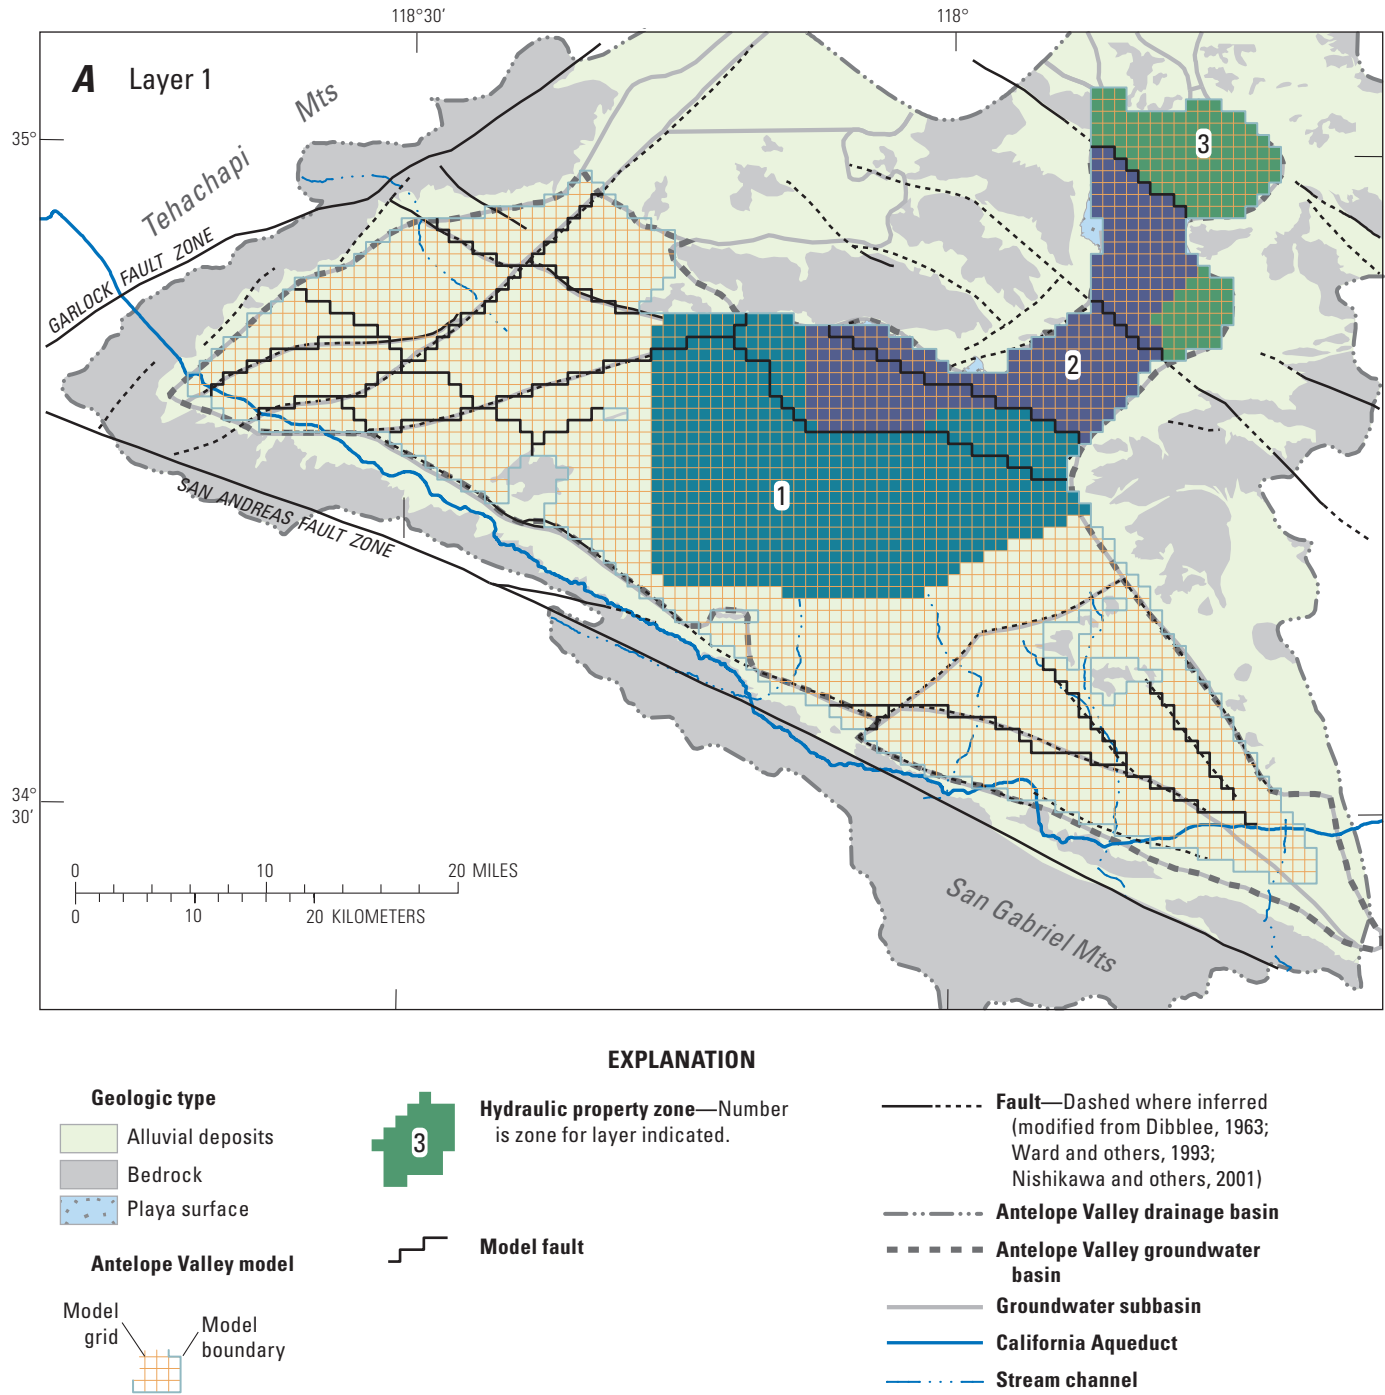 118°30′
118°
A Layer 1
Mts
Tehachapi
35°
3
GARLOCK FAULT ZONE
2
1
SAN ANDREAS FAULT ZONE
34°
30′
0 10 20 MILES
0 10 20 KILOMETERS
San Gabriel Mts
EXPLANATION
Geologic type
Alluvial deposits
Bedrock
Playa surface
Antelope Valley model
Model
grid
Model
boundary
3
Hydraulic property zone—Number
is zone for layer indicated.
Model fault
Fault—Dashed where inferred
(modified from Dibblee, 1963;
Ward and others, 1993;
Nishikawa and others, 2001)
Antelope Valley drainage basin
Antelope Valley groundwater
basin
Groundwater subbasin
California Aqueduct
Stream channel